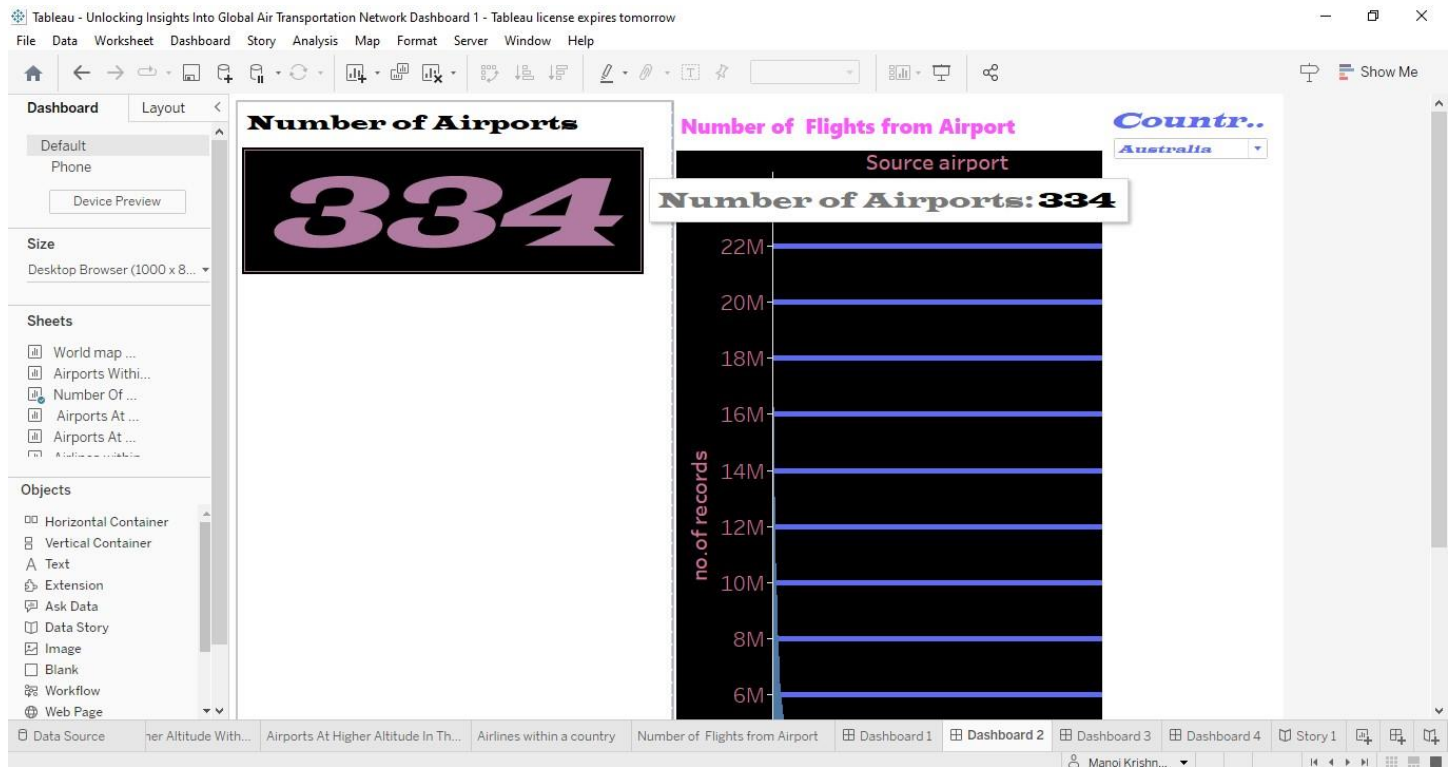 Tableau - Unlocking Insights Into Global Air Transportation Network Dashboard 1 - Tableau license expires tomorrow
File Data Worksheet Dashboard Story Analysis Map Format Server Window Help
Show Me
Dashboard Layout
Default
Phone
Device Preview
Size
Desktop Browser (1000 x 8...
Sheets
World map ...
Airports Withi...
Number Of ...
Airports At ...
Airports At ...
Airlines within
Objects
Horizontal Container
Vertical Container
Text
Extension
Ask Data
Data Story
Image
Blank
Workflow
Web Page
Number of Airports
334
Number of Flights from Airport
Source airport
Number of Airports: 334
22M
20M
18M
16M
14M
12M
10M
8M
6M
no.of records
Countr..
Australia
Data Source her Altitude With... Airports At Higher Altitude In Th... Airlines within a country Number of Flights from Airport Dashboard 1 Dashboard 2 Dashboard 3 Dashboard 4 Story 1
Manoj Krishn...